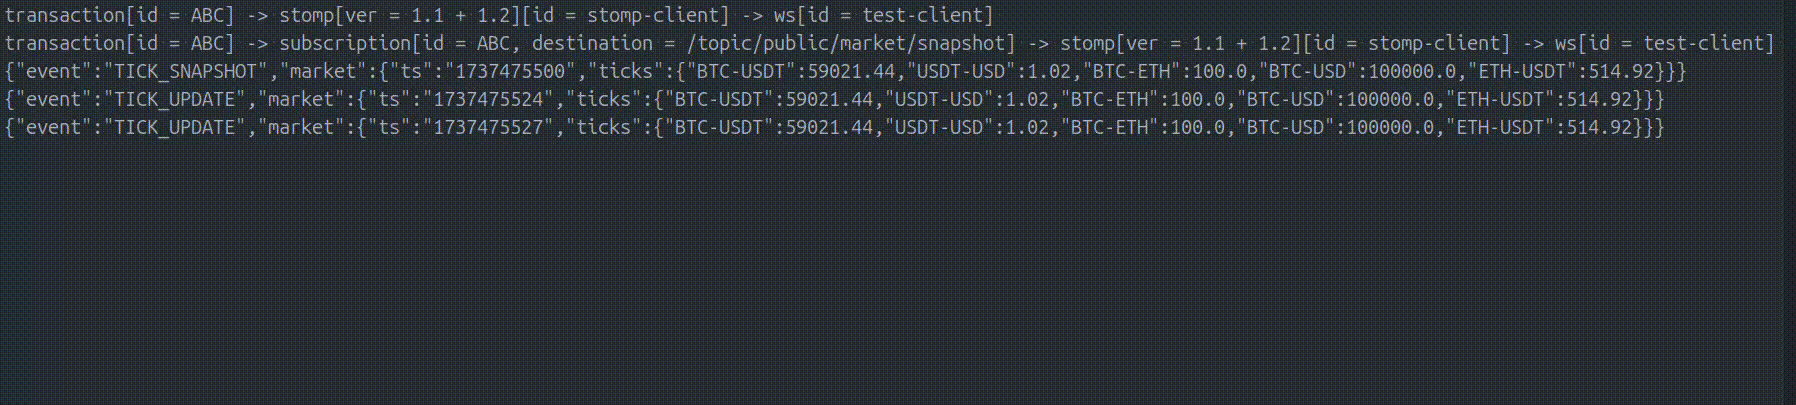 transaction[id = ABC] -> stomp[ver = 1.1 + 1.2][id = stomp-client] -> ws[id = test-client]
transaction[id = ABC] -> subscription[id = ABC, destination = /topic/public/market/snapshot] -> stomp[ver = 1.1 + 1.2][id = stomp-client] -> ws[id = test-client]
{"event":"TICK_SNAPSHOT","market":{"ts":"1737475500","ticks":{"BTC-USDT":59021.44,"USDT-USD":1.02,"BTC-ETH":100.0,"BTC-USD":100000.0,"ETH-USDT":514.92}}}
{"event":"TICK_UPDATE","market":{"ts":"1737475524","ticks":{"BTC-USDT":59021.44,"USDT-USD":1.02,"BTC-ETH":100.0,"BTC-USD":100000.0,"ETH-USDT":514.92}}}
{"event":"TICK_UPDATE","market":{"ts":"1737475527","ticks":{"BTC-USDT":59021.44,"USDT-USD":1.02,"BTC-ETH":100.0,"BTC-USD":100000.0,"ETH-USDT":514.92}}}